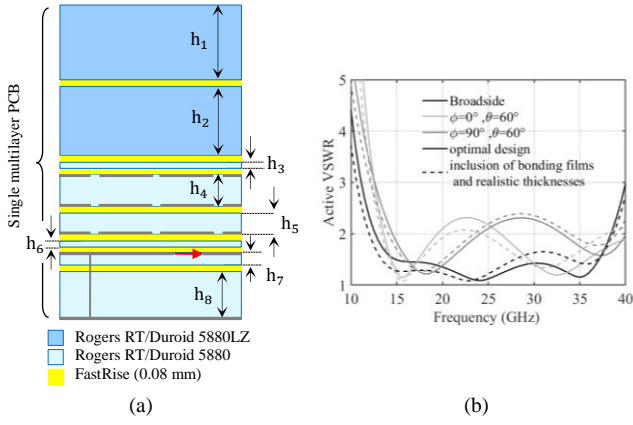 (a)
Single multilayer PCB
h1
h2
h3
h4
h5
h6
h7
h8
Rogers RT/Duroid 5880LZ
Rogers RT/Duroid 5880
FastRise (0.08 mm)
(a)
(b)
Active VSWR
5
4
3
2
1
Broadside
ϕ=0° ,θ=60°
ϕ=90° ,θ=60°
optimal design
inclusion of bonding films
and realistic thicknesses
10 15 20 25 30 35 40
Frequency (GHz)
(b)